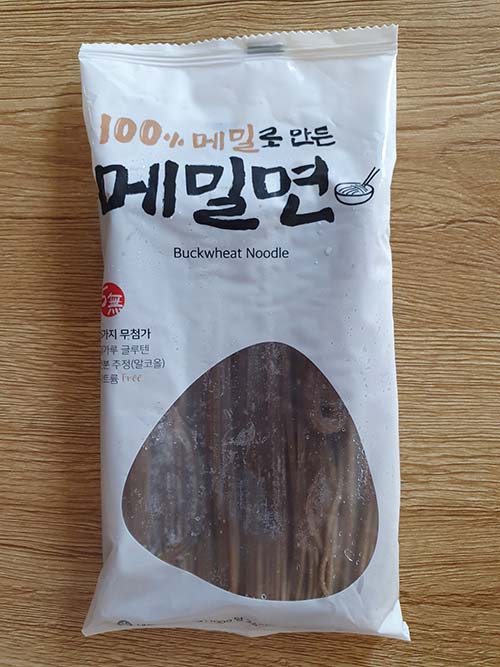 100% 메밀로 만든
메밀면
Buckwheat Noodle
無
가지 무첨가
가루 글루텐
분 주정(알코올)
트륨 Free